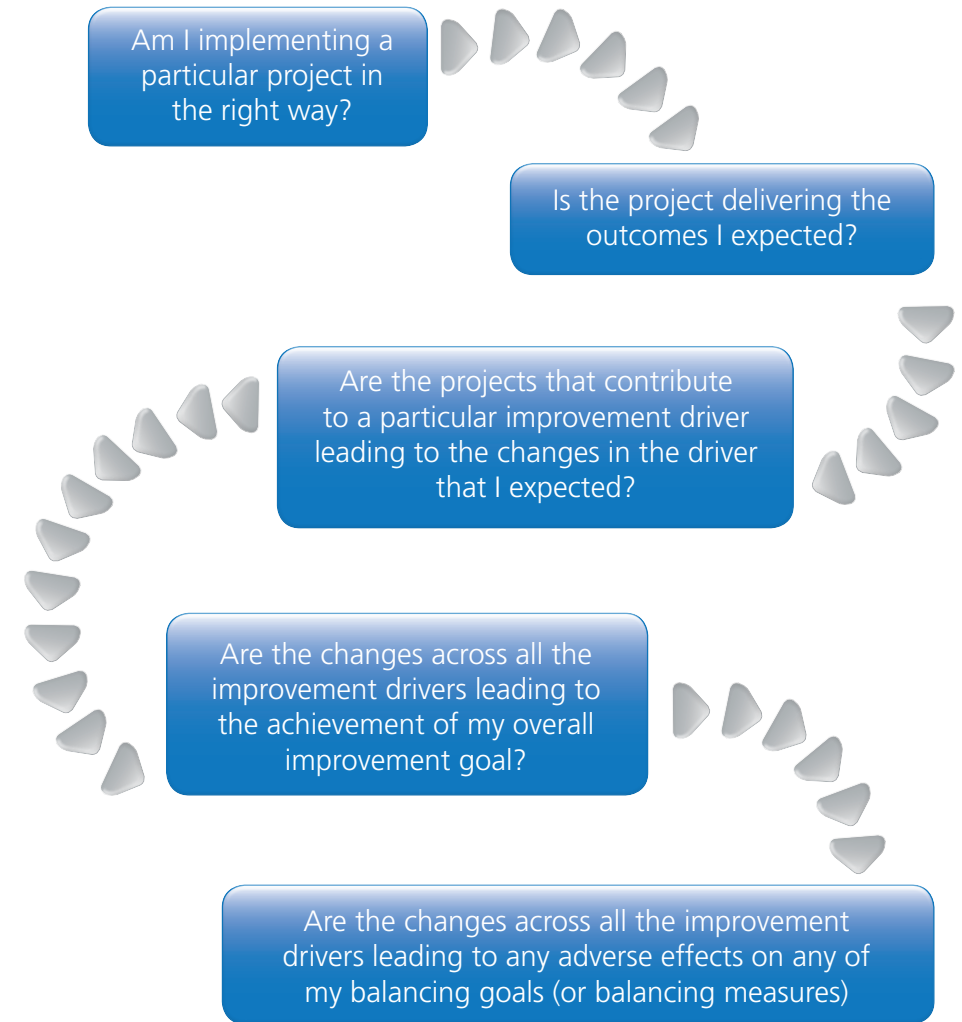 Am I implementing a
particular project in
the right way?
Is the project delivering the
outcomes I expected?
Are the projects that contribute
to a particular improvement driver
leading to the changes in the driver
that I expected?
Are the changes across all the
improvement drivers leading to
the achievement of my overall
improvement goal?
Are the changes across all the improvement
drivers leading to any adverse effects on any of
my balancing goals (or balancing measures)